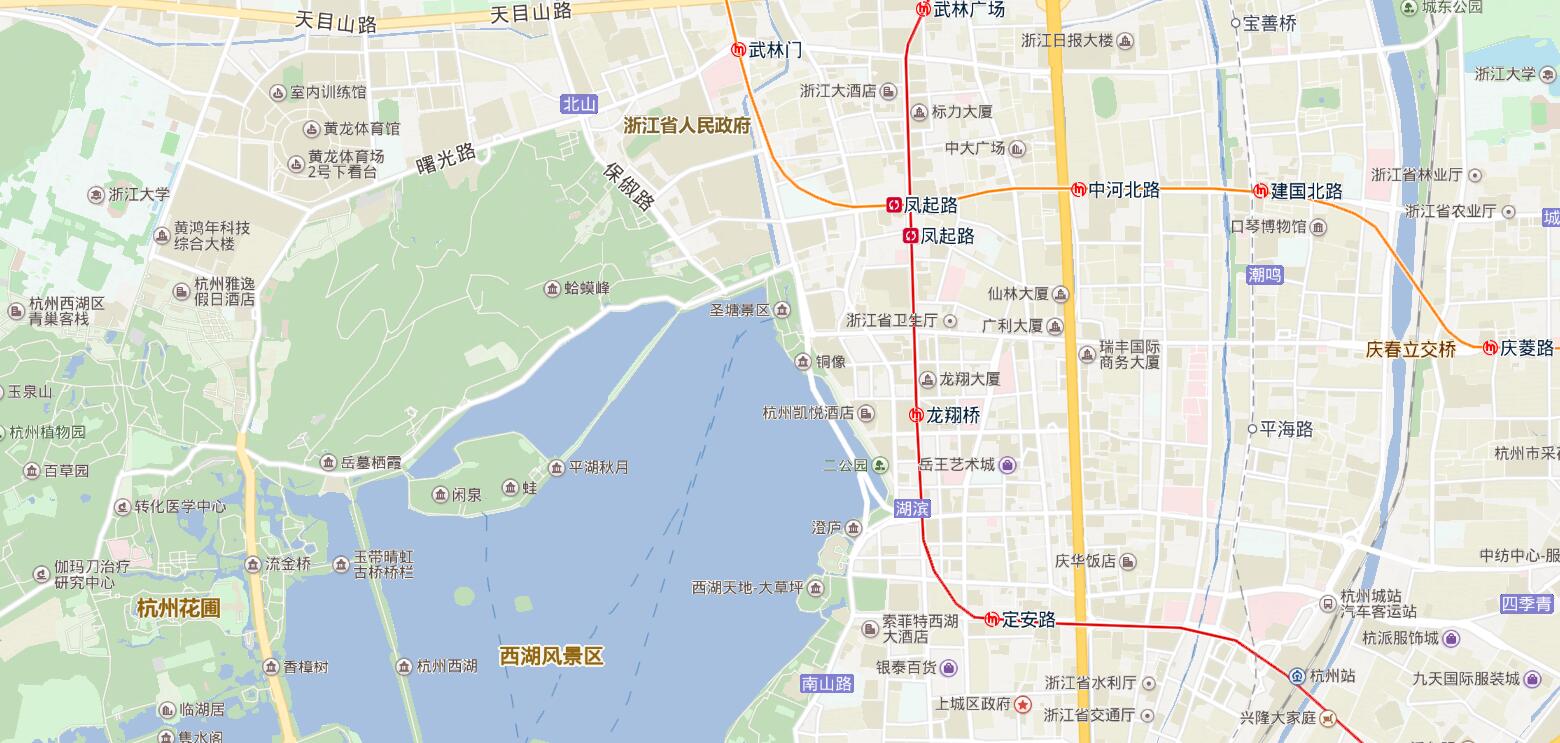 天目山路
天目山路
武林广场
城东公园
宝善桥
浙江日报大楼
武林门
浙江大学
室内训练馆
浙江大酒店
北山
标力大厦
浙江省人民政府
黄龙体育馆
中大广场
曙光路
黄龙体育场
2号下看台
保俶路
浙江省林业厅
浙江大学
中河北路
建国北路
凤起路
浙江省农业厅
城
口琴博物馆
黄鸿年科技
综合大楼
凤起路
潮鸣
杭州雅逸
假日酒店
蛤蟆峰
仙林大厦
杭州西湖区
青巢客栈
圣塘景区
浙江省卫生厅
广利大厦
瑞丰国际
商务大厦
庆春立交桥
庆菱路
铜像
龙翔大厦
玉泉山
杭州凯悦酒店
龙翔桥
杭州植物园
平海路
杭州市采荷
岳墓栖霞
平湖秋月
二公园
岳王艺术城
百草园
闲泉
蛙
转化医学中心
湖滨
澄庐
流金桥
玉带晴虹
古桥桥栏
庆华饭店
中纺中心-服
伽玛刀治疗
研究中心
西湖天地-大草坪
杭州花圃
杭州城站
汽车客运站
四季青
定安路
索菲特西湖
大酒店
杭派服饰城
西湖风景区
香樟树
杭州西湖
银泰百货
杭州站
九天国际服装城
南山路
浙江省水利厅
临湖居
上城区政府
浙江省交通厅
兴隆大家庭
隽水阁